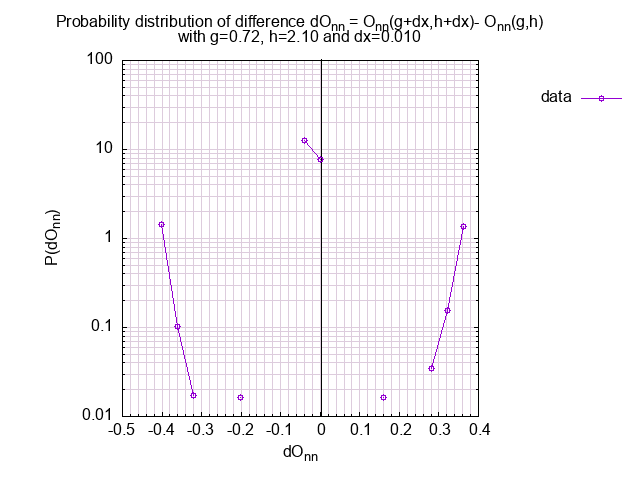 Probability distribution of difference dOnn = Onn(g+dx,h+dx)- Onn(g,h)
with g=0.72, h=2.10 and dx=0.010
data
100
10
1
0.1
0.01
P(dOnn)
-0.5 -0.4 -0.3 -0.2 -0.1 0 0.1 0.2 0.3 0.4
dOnn